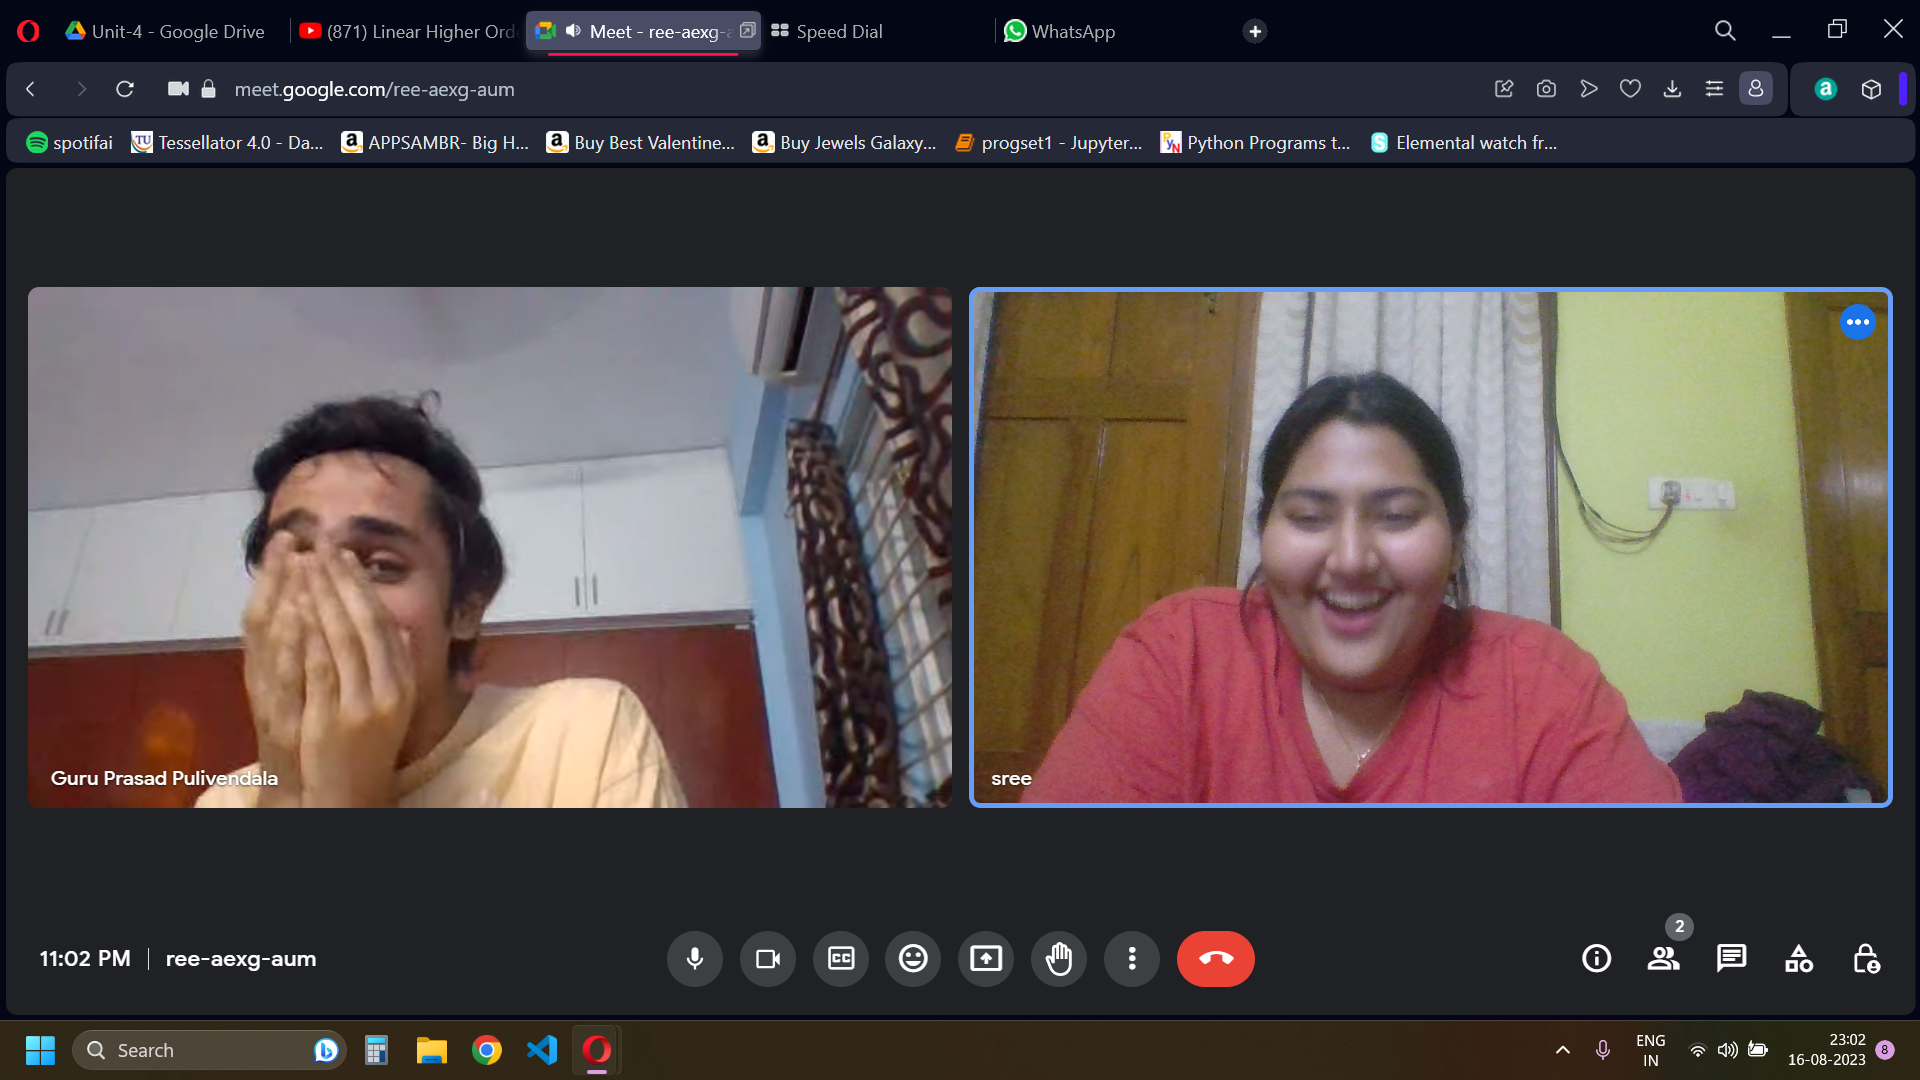 Unit-4 - Google Drive
(871) Linear Higher Ord
Meet - ree-aexg-a
Speed Dial
WhatsApp
meet.google.com/ree-aexg-aum
spotifai
TU Tessellator 4.0 - Da...
a APPSAMBR- Big H...
a Buy Best Valentine...
a Buy Jewels Galaxy...
progset1 - Jupyter...
Python Programs t...
S Elemental watch fr...
a
Guru Prasad Pulivendala
sree
11:02 PM | ree-aexg-aum
CC
2
Search
ENG
IN
23:02
16-08-2023
8